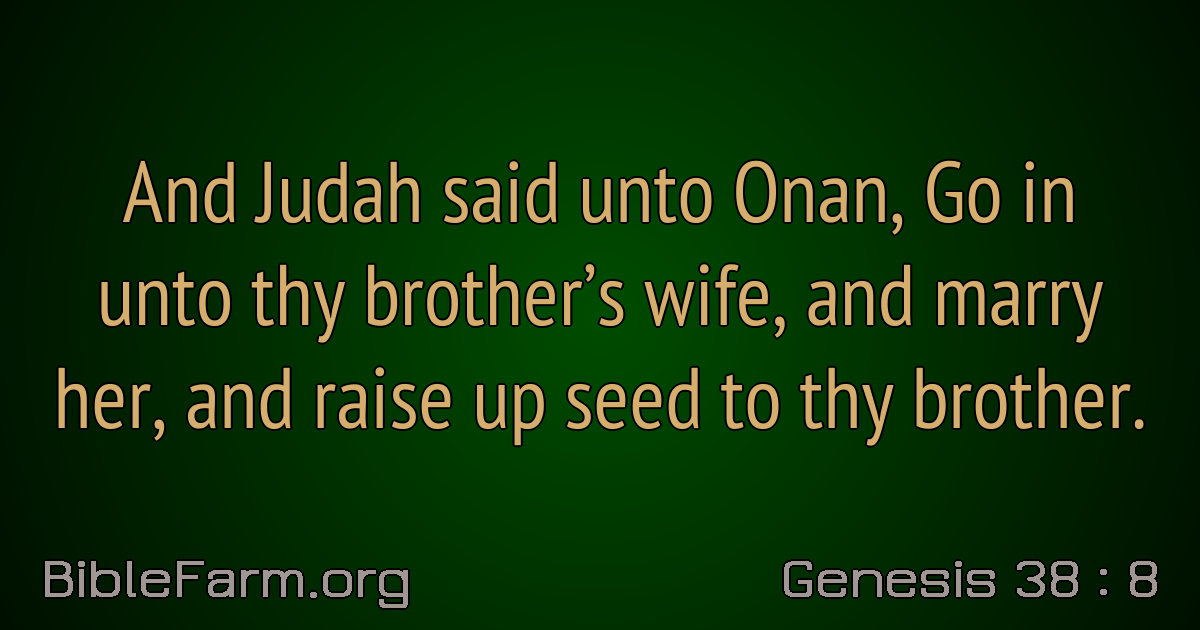 And Judah said unto Onan, Go in
unto thy brother’s wife, and marry
her, and raise up seed to thy brother.
BibleFarm.org
Genesis 38 : 8